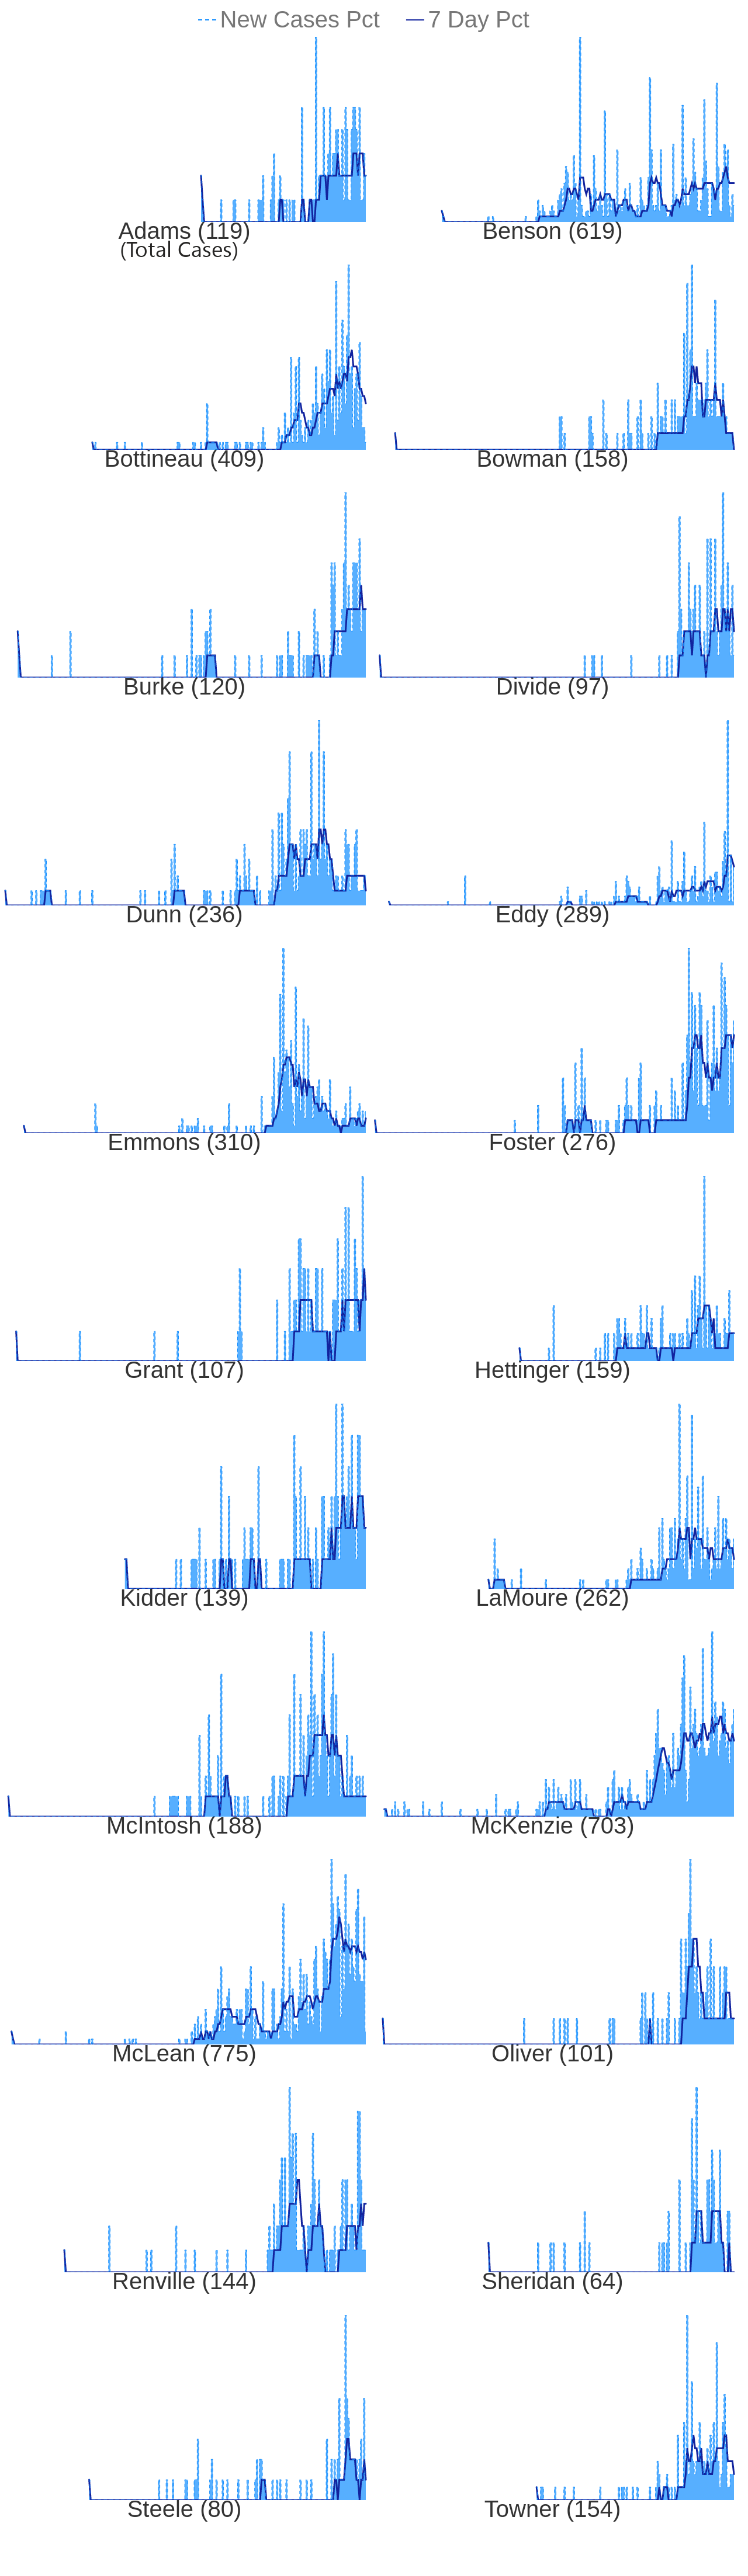 New Cases Pct 7 Day Pct
Adams (119) Benson (619)
(Total Cases)
Bottineau (409) Bowman (158)
Burke (120) Divide (97)
Dunn (236) Eddy (289)
Emmons (310) Foster (276)
Grant (107) Hettinger (159)
Kidder (139) LaMoure (262)
McIntosh (188) McKenzie (703)
McLean (775) Oliver (101)
Renville (144) Sheridan (64)
Steele (80) Towner (154)